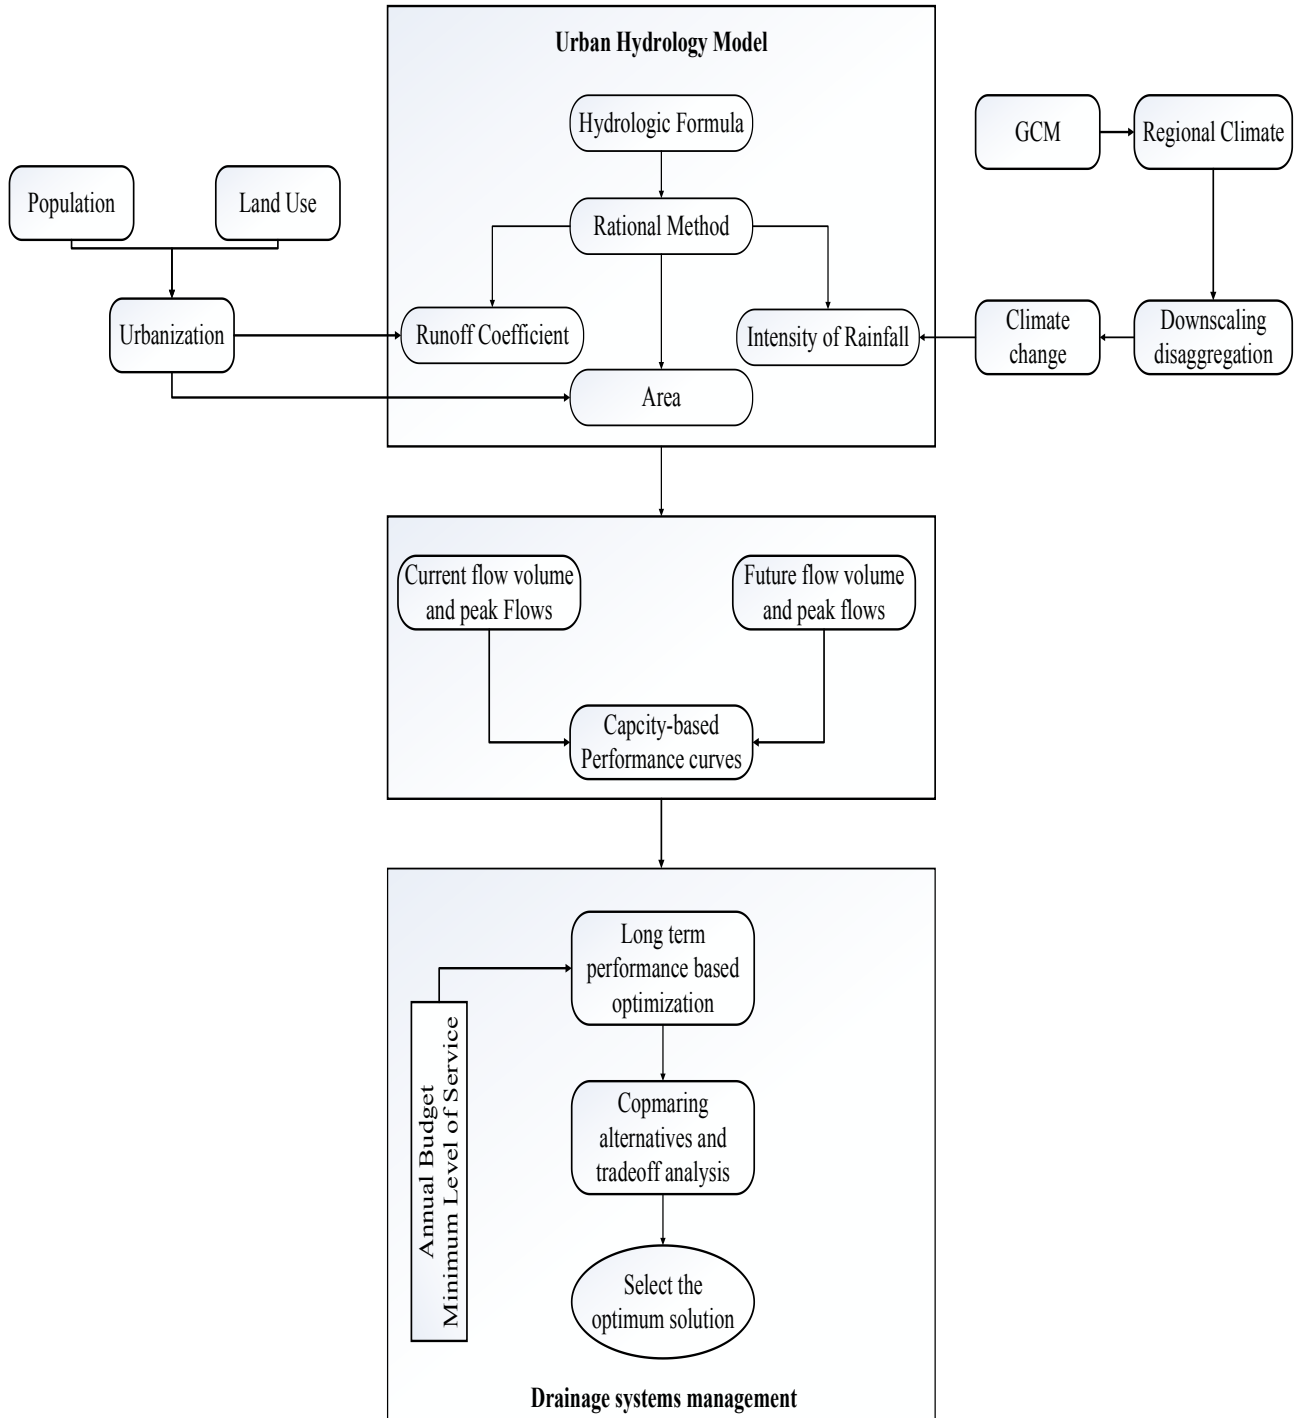 Urban Hydrology Model
Hydrologic Formula
GCM
Regional Climate
Population
Land Use
Rational Method
Urbanization
Runoff Coefficient
Intensity of Rainfall
Climate
change
Downscaling
disaggregation
Area
Current flow volume
and peak Flows
Future flow volume
and peak flows
Capcity-based
Performance curves
Long term
performance based
optimization
Annual Budget
Minimum Level of Service
Copmaring
alternatives and
tradeoff analysis
Select the
optimum solution
Drainage systems management